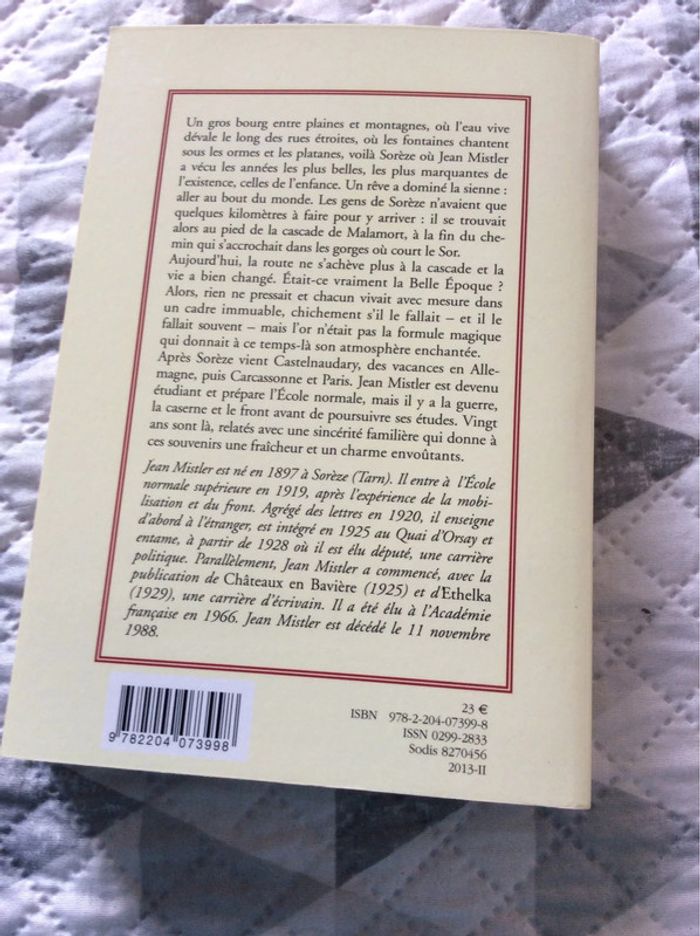 Un gros bourg entre plaines et montagnes, où l'eau vive
dévale le long des rues étroites, où les fontaines chantent
sous les ormes et les platanes, voilà Sorèze où Jean Mistler
a vécu les années les plus belles, les plus marquantes de
l'existence, celles de l'enfance. Un rêve a dominé la sienne :
aller au bout du monde. Les gens de Sorèze n'avaient que
quelques kilomètres à faire pour y arriver : il se trouvait
alors au pied de la cascade de Malamort, à la fin du che-
min qui s'accrochait dans les gorges où court le Sor.
Aujourd'hui, la route ne s'achève plus à la cascade et la
vie a bien changé. Était-ce vraiment la Belle Époque ?
Alors, rien ne pressait et chacun vivait avec mesure dans
un cadre immuable, chichement s'il le fallait – et il le
fallait souvent – mais l'or n'était pas la formule magique
qui donnait à ce temps-là son atmosphère enchantée.
Après Sorèze vient Castelnaudary, des vacances en Alle-
magne, puis Carcassonne et Paris. Jean Mistler est devenu
étudiant et prépare l'École normale, mais il y a la guerre,
la caserne et le front avant de poursuivre ses études. Vingt
ans sont là, relatés avec une sincérité familière qui donne à
ces souvenirs une fraîcheur et un charme envoûtants.
Jean Mistler est né en 1897 à Sorèze (Tarn). Il entre à l'École
normale supérieure en 1919, après l'expérience de la mobi-
lisation et du front. Agrégé des lettres en 1920, il enseigne
d'abord à l'étranger, est intégré en 1925 au Quai d'Orsay et
entame, à partir de 1928 où il est élu député, une carrière
politique. Parallèlement, Jean Mistler a commencé, avec la
publication de Châteaux en Bavière (1925) et d'Ethelka
(1929), une carrière d'écrivain. Il a été élu à l'Académie
française en 1966. Jean Mistler est décédé le 11 novembre
1988.
9 782204 073998
23 €
ISBN 978-2-204-07399-8
ISSN 0299-2833
Sodis 8270456
2013-II